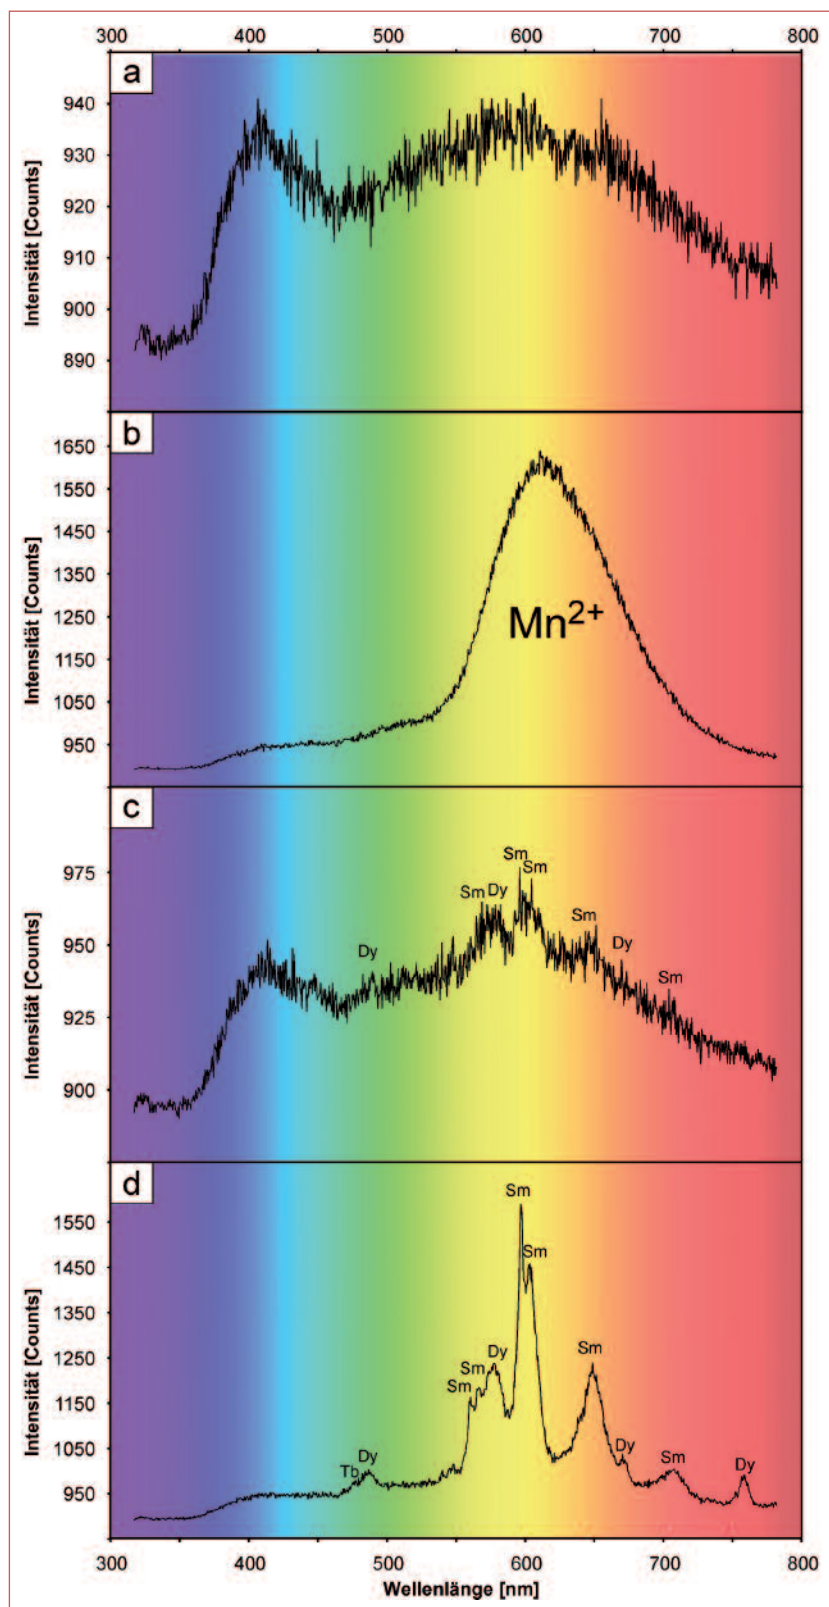 300 400 500 600 700 800
a
940
930
920
910
900
890
Intensität [Counts]
b
1650
1550
1450
1350
1250
1150
1050
950
Intensität [Counts]
Mn²⁺
c
975
950
925
900
Intensität [Counts]
Dy
Sm
Dy
Sm
Sm
Sm
Dy
Sm
d
1550
1450
1350
1250
1150
1050
950
Intensität [Counts]
Tb
Dy
Sm
Sm
Dy
Sm
Sm
Sm
Dy
Sm
Dy
300 400 500 600 700 800
Wellenlänge [nm]